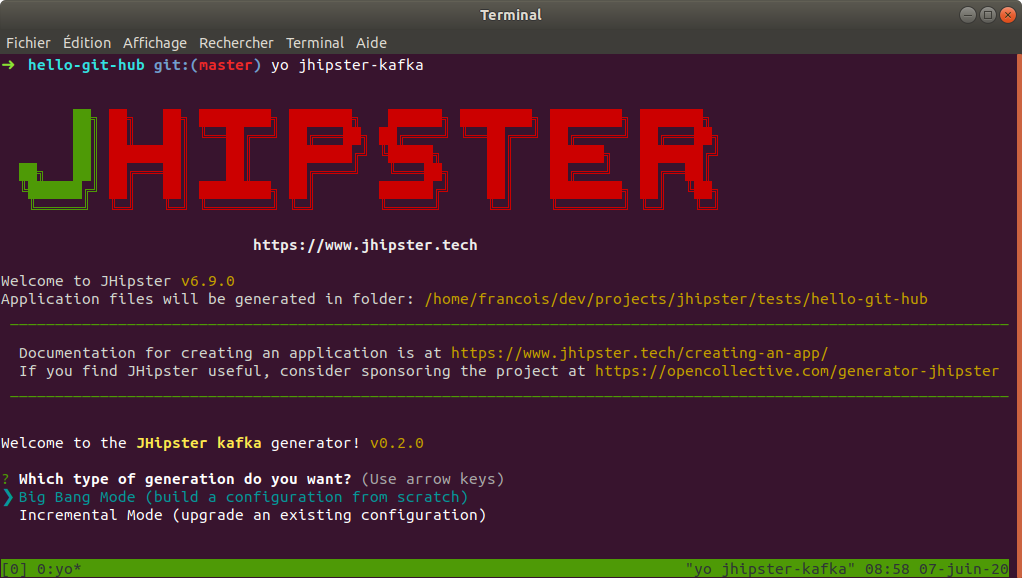 Terminal
Fichier Édition Affichage Rechercher Terminal Aide
➜ hello-git-hub git:(master) yo jhipster-kafka
JHIPSTER
https://www.jhipster.tech
Welcome to JHipster v6.9.0
Application files will be generated in folder: /home/francois/dev/projects/jhipster/tests/hello-git-hub
Documentation for creating an application is at https://www.jhipster.tech/creating-an-app/
If you find JHipster useful, consider sponsoring the project at https://opencollective.com/generator-jhipster
Welcome to the JHipster kafka generator! v0.2.0
? Which type of generation do you want? (Use arrow keys)
❯ Big Bang Mode (build a configuration from scratch)
Incremental Mode (upgrade an existing configuration)
[0] 0:yo* "yo jhipster-kafka" 08:58 07-juin-20